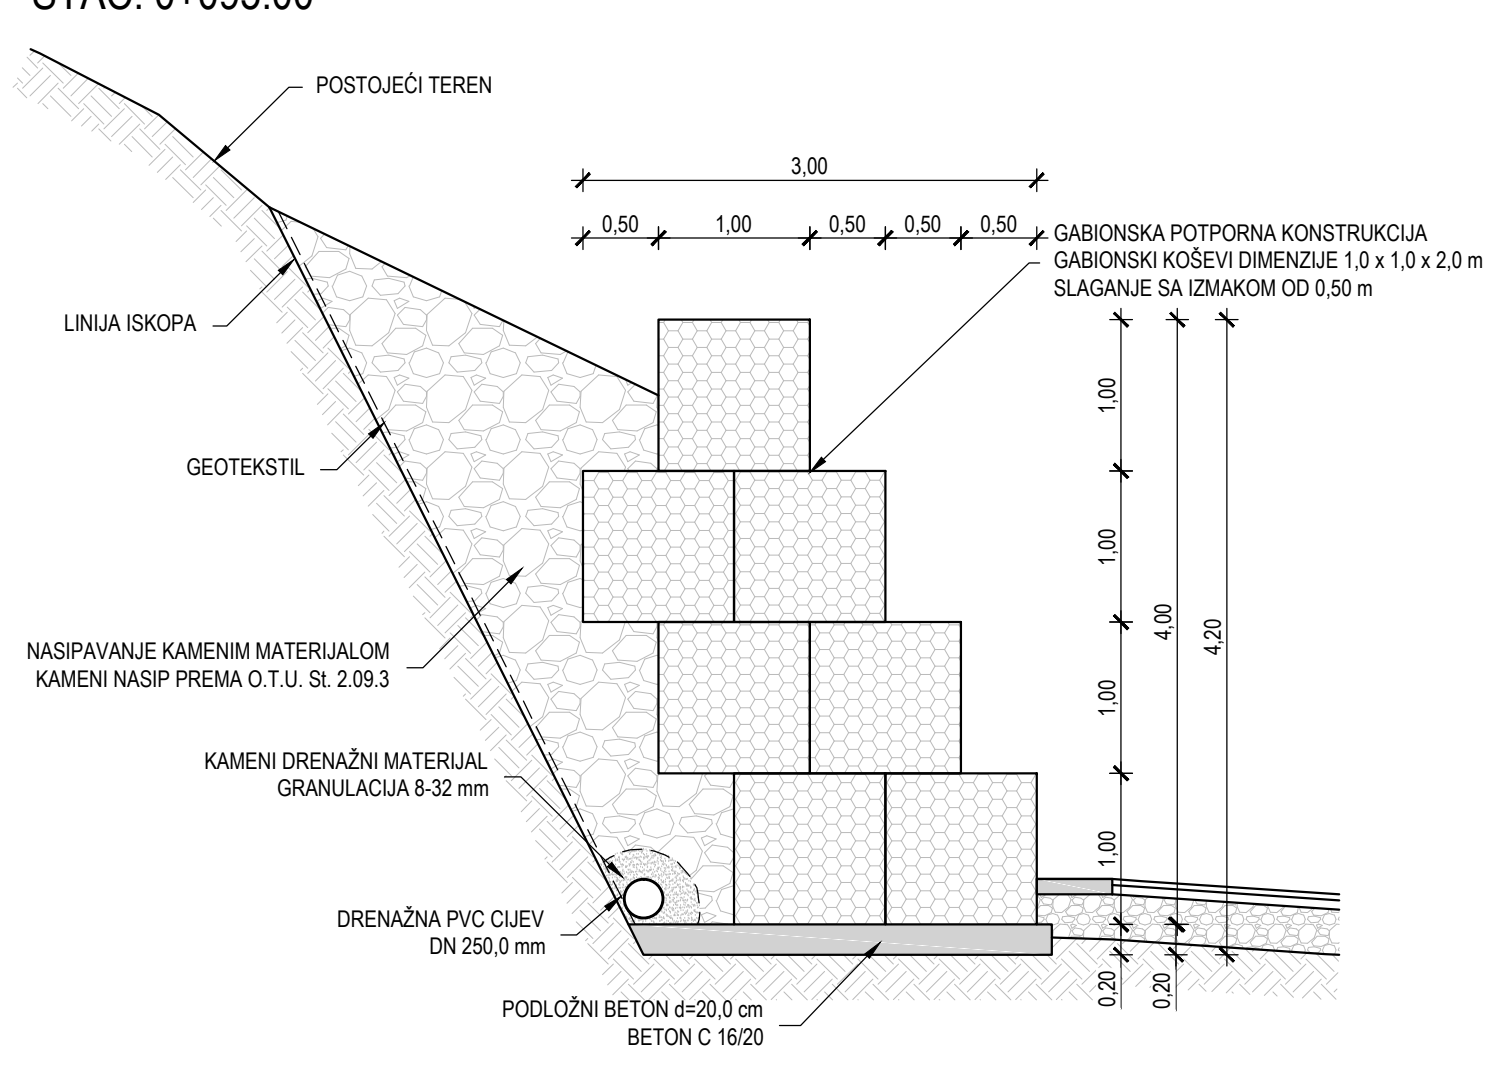 POSTOJEĆI TEREN
3,00
0,50
1,00
0,50
0,50
0,50
GABIONSKA POTPORNA KONSTRUKCIJA
GABIONSKI KOŠEVI DIMENZIJE 1,0 x 1,0 x 2,0 m
SLAGANJE SA IZMAKOM OD 0,50 m
LINIJA ISKOPA
GEOTEKSTIL
NASIPAVANJE KAMENIM MATERIJALOM
KAMENI NASIP PREMA O.T.U. St. 2.09.3
KAMENI DRENAŽNI MATERIJAL
GRANULACIJA 8-32 mm
DRENAŽNA PVC CIJEV
DN 250,0 mm
PODLOŽNI BETON d=20,0 cm
BETON C 16/20
1,00
1,00
1,00
1,00
0,20
4,00
0,20
4,20